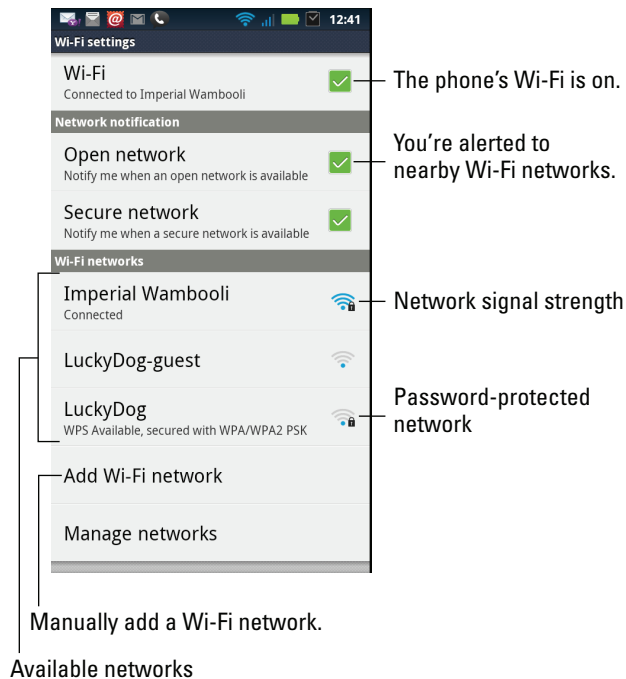 12:41
Wi-Fi settings
Wi-Fi
Connected to Imperial Wambooli
The phone's Wi-Fi is on.
Network notification
Open network
Notify me when an open network is available
You're alerted to
nearby Wi-Fi networks.
Secure network
Notify me when a secure network is available
Wi-Fi networks
Imperial Wambooli
Connected
Network signal strength
LuckyDog-guest
LuckyDog
WPS Available, secured with WPA/WPA2 PSK
Password-protected
network
Add Wi-Fi network
Manage networks
Manually add a Wi-Fi network.
Available networks